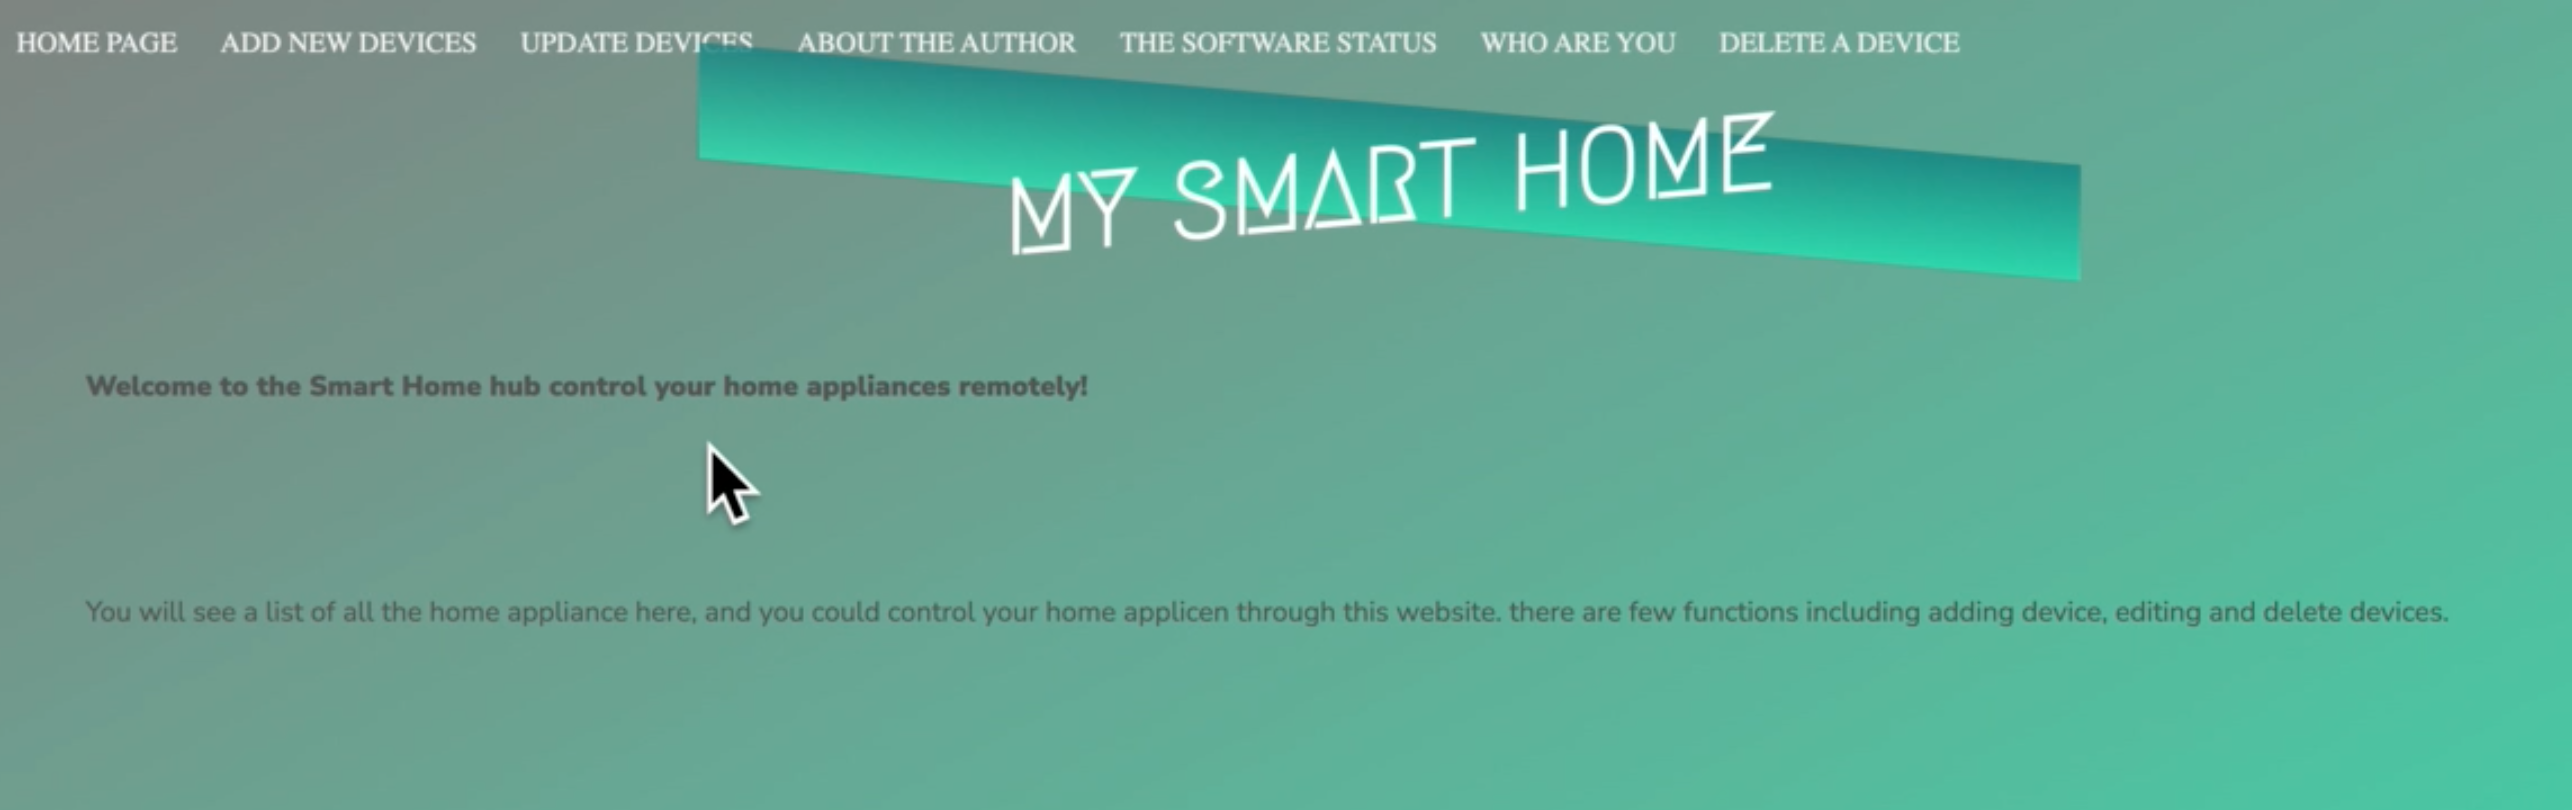 HOME PAGE ADD NEW DEVICES UPDATE DEVICES ABOUT THE AUTHOR THE SOFTWARE STATUS WHO ARE YOU DELETE A DEVICE
MY SMART HOME
Welcome to the Smart Home hub control your home appliances remotely!
You will see a list of all the home appliance here, and you could control your home applicen through this website. there are few functions including adding device, editing and delete devices.